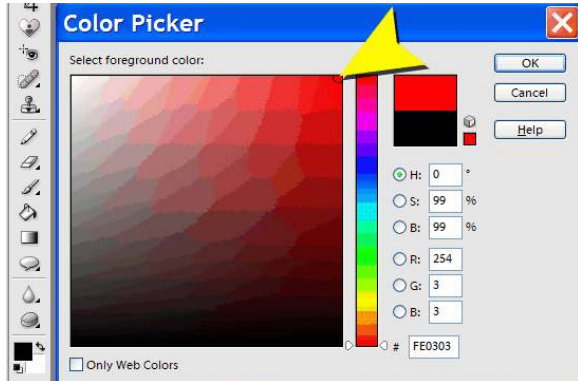 Color Picker
Select foreground color:
OK
Cancel
Help
H: 0 °
S: 99 %
B: 99 %
R: 254
G: 3
B: 3
# FE0303
Only Web Colors